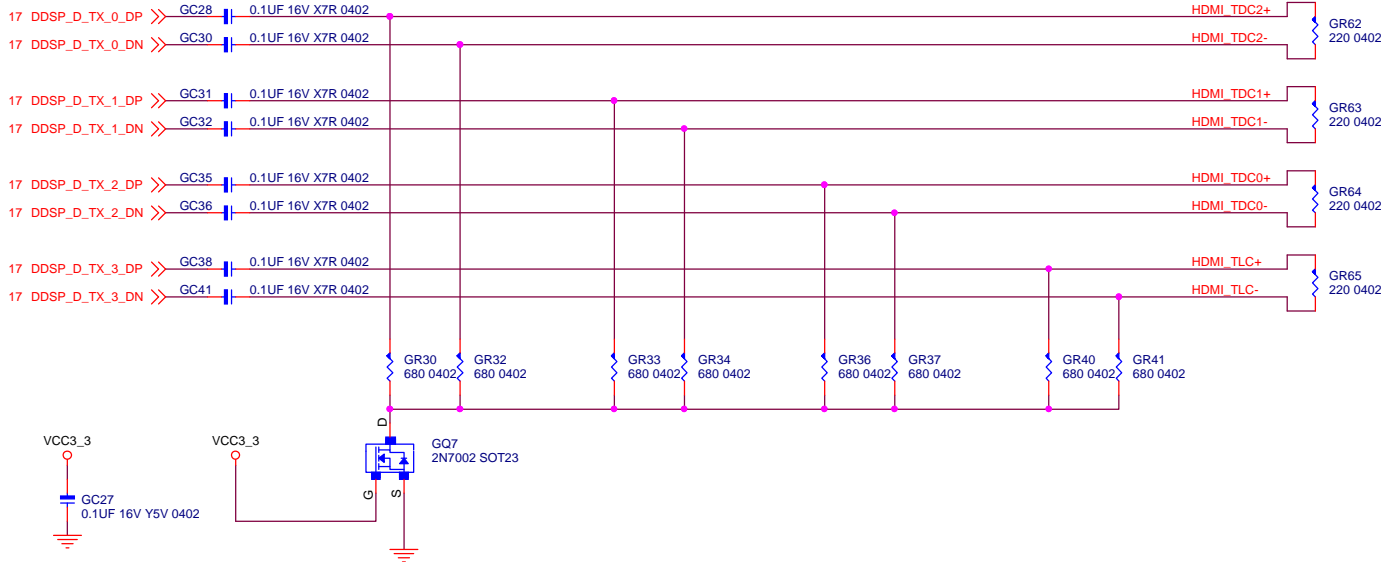 17 DDSP_D_TX_0_DP GC28 0.1UF 16V X7R 0402 HDMI_TDC2+
GR62
220 0402
17 DDSP_D_TX_0_DN GC30 0.1UF 16V X7R 0402 HDMI_TDC2-
17 DDSP_D_TX_1_DP GC31 0.1UF 16V X7R 0402 HDMI_TDC1+
GR63
220 0402
17 DDSP_D_TX_1_DN GC32 0.1UF 16V X7R 0402 HDMI_TDC1-
17 DDSP_D_TX_2_DP GC35 0.1UF 16V X7R 0402 HDMI_TDC0+
GR64
220 0402
17 DDSP_D_TX_2_DN GC36 0.1UF 16V X7R 0402 HDMI_TDC0-
17 DDSP_D_TX_3_DP GC38 0.1UF 16V X7R 0402 HDMI_TLC+
GR65
220 0402
17 DDSP_D_TX_3_DN GC41 0.1UF 16V X7R 0402 HDMI_TLC-
GR30 GR32 GR33 GR34 GR36 GR37 GR40 GR41
680 0402 680 0402 680 0402 680 0402 680 0402 680 0402 680 0402 680 0402
D
VCC3_3 VCC3_3 GQ7
2N7002 SOT23
G S
GC27
0.1UF 16V Y5V 0402